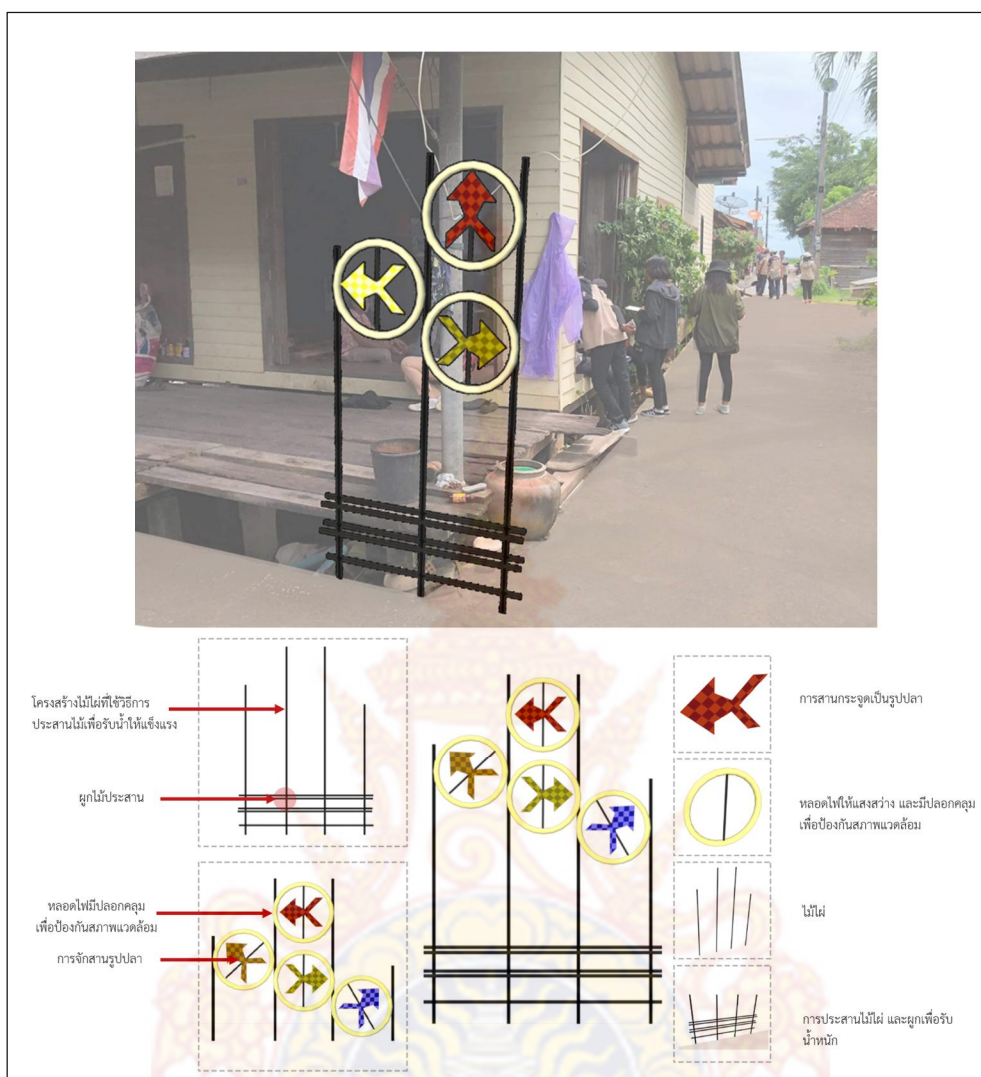 โครงสร้างไม้ไผ่ที่ใช้วิธีการ
ประสานไม้เพื่อรับน้ำให้แข็งแรง
ผูกไม้ประสาน
หลอดไฟมีปลอกคลุม
เพื่อป้องกันสภาพแวดล้อม
การจักสานรูปปลา
การสานกระจูดเป็นรูปปลา
หลอดไฟให้แสงสว่าง และมีปลอกคลุม
เพื่อป้องกันสภาพแวดล้อม
ไม้ไผ่
การประสานไม้ไผ่ และผูกเพื่อรับ
น้ำหนัก